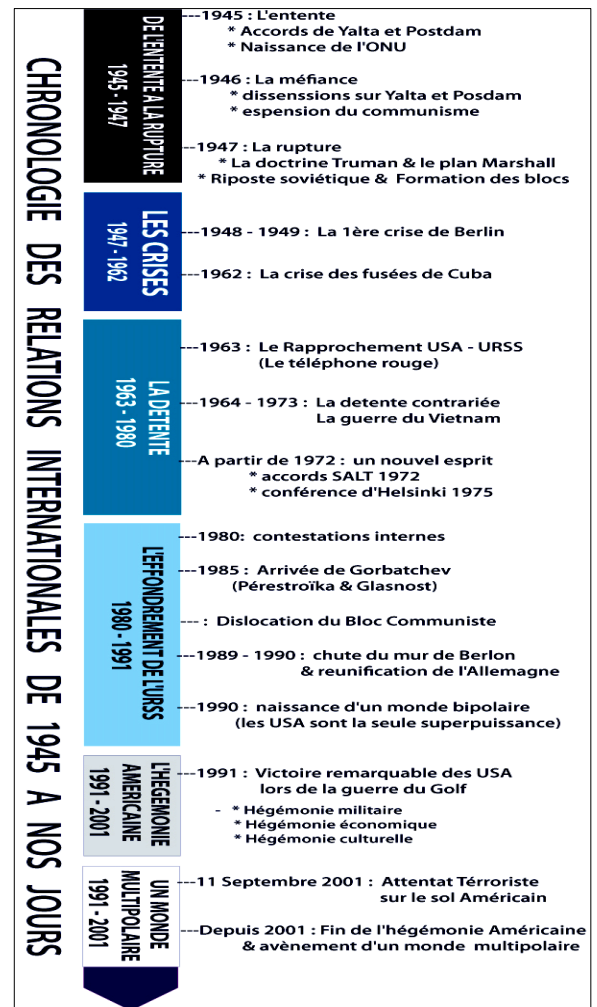 CHRONOLOGIE DES RELATIONS INTERNATIONALES DE 1945 A NOS JOURS
DE L'ENTENTE A LA RUPTURE
1945 - 1947
---1945 : L'entente
* Accords de Yalta et Postdam
* Naissance de l'ONU
---1946 : La méfiance
* dissenssions sur Yalta et Posdam
* espension du communisme
---1947 : La rupture
* La doctrine Truman & le plan Marshall
* Riposte soviétique & Formation des blocs
LES CRISES
1947 - 1962
---1948 - 1949 : La 1ère crise de Berlin
---1962 : La crise des fusées de Cuba
LA DETENTE
1963 - 1980
---1963 : Le Rapprochement USA - URSS
(Le téléphone rouge)
---1964 - 1973 : La detente contrariée
La guerre du Vietnam
---A partir de 1972 : un nouvel esprit
* accords SALT 1972
* conférence d'Helsinki 1975
L'EFFONDREMENT DE L'URSS
1980 - 1991
---1980: contestations internes
---1985 : Arrivée de Gorbatchev
(Pérestroïka & Glasnost)
--- : Dislocation du Bloc Communiste
---1989 - 1990 : chute du mur de Berlon
& reunification de l'Allemagne
---1990 : naissance d'un monde bipolaire
(les USA sont la seule superpuissance)
L'HEGEMONIE
AMERICAINE
1991 - 2001
---1991 : Victoire remarquable des USA
lors de la guerre du Golf
- * Hégémonie militaire
* Hégémonie économique
* Hégémonie culturelle
UN MONDE
MULTIPOLAIRE
1991 - 2001
---11 Septembre 2001 : Attentat Térroriste
sur le sol Américain
---Depuis 2001 : Fin de l'hégémonie Américaine
& avènement d'un monde multipolaire